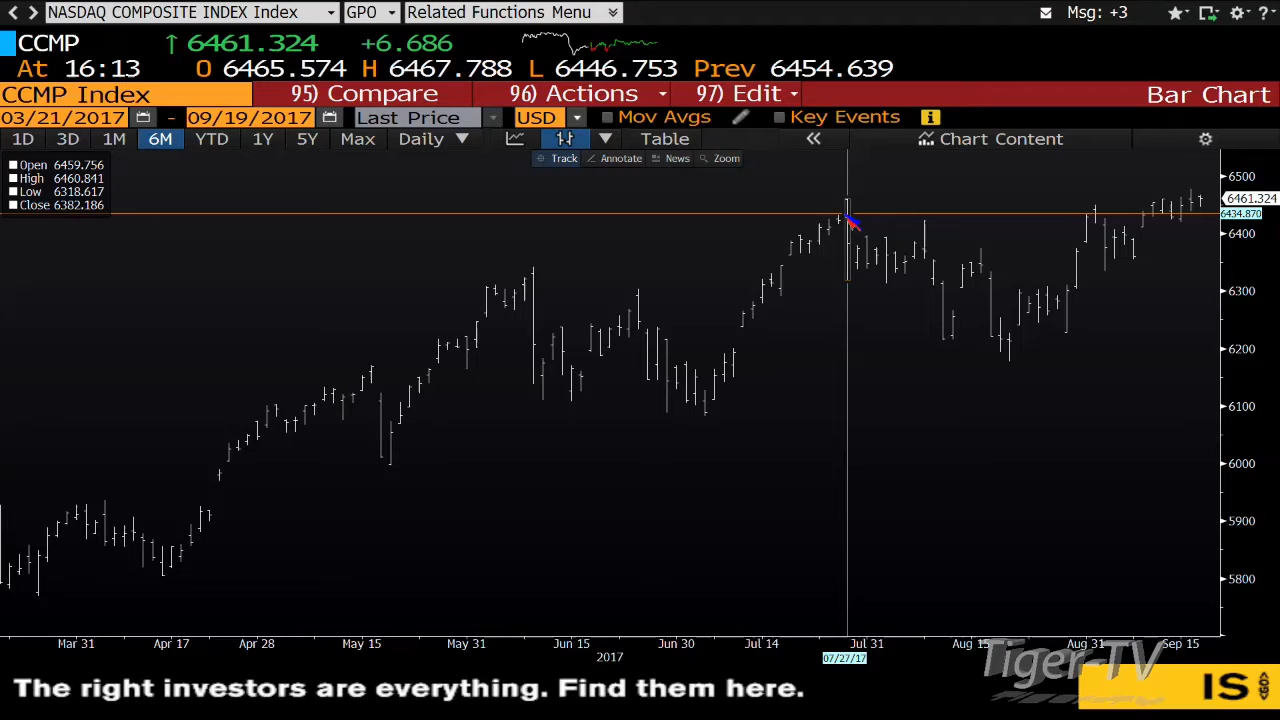 NASDAQ COMPOSITE INDEX Index GPO Related Functions Menu Msg: +3
CCMP 6461.324 +6.686
At 16:13 O 6465.574 H 6467.788 L 6446.753 Prev 6454.639
CCMP Index 95) Compare 96) Actions 97) Edit Bar Chart
03/21/2017 - 09/19/2017 Last Price USD Mov Avgs Key Events
1D 3D 1M 6M YTD 1Y 5Y Max Daily Table Chart Content
Track Annotate News Zoom
Open 6459.756
High 6460.841
Low 6318.617
Close 6382.186
6500
6461.324
6434.870
6400
6300
6200
6100
6000
5900
5800
Mar 31 Apr 17 Apr 28 May 15 May 31 Jun 15 Jun 30 Jul 14 Jul 31 Aug 15 Aug 31 Sep 15
2017 07/27/17
Tiger-TV
The right investors are everything. Find them here.
IS